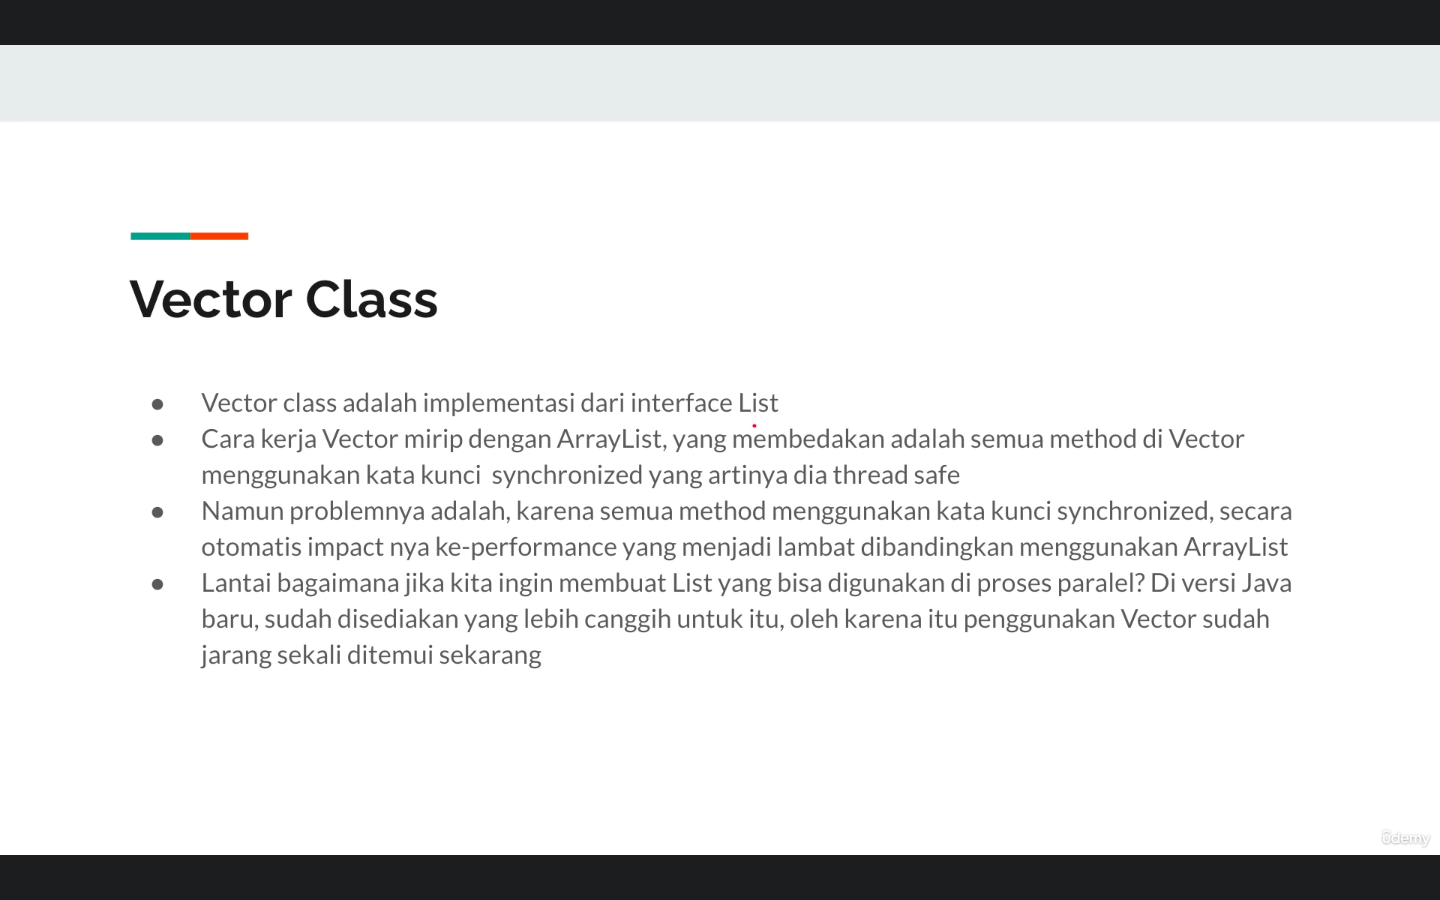 Vector Class
● Vector class adalah implementasi dari interface List
● Cara kerja Vector mirip dengan ArrayList, yang membedakan adalah semua method di Vector
menggunakan kata kunci  synchronized yang artinya dia thread safe
● Namun problemnya adalah, karena semua method menggunakan kata kunci synchronized, secara
otomatis impact nya ke-performance yang menjadi lambat dibandingkan menggunakan ArrayList
● Lantai bagaimana jika kita ingin membuat List yang bisa digunakan di proses paralel? Di versi Java
baru, sudah disediakan yang lebih canggih untuk itu, oleh karena itu penggunakan Vector sudah
jarang sekali ditemui sekarang
ûdemy